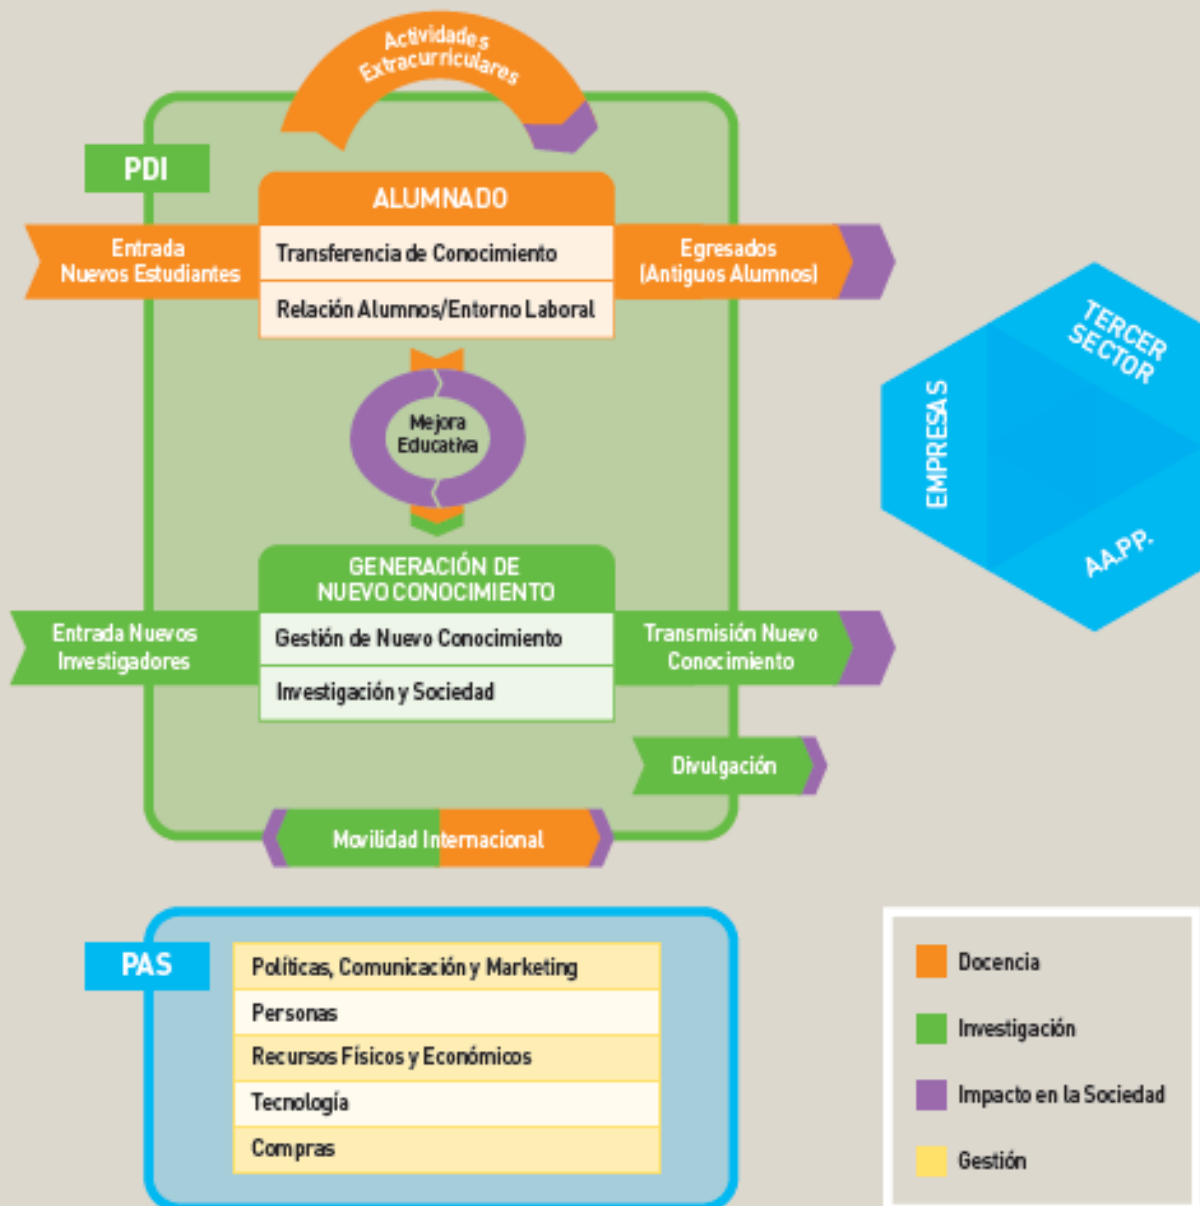 Actividades
Extracurriculares
PDI
ALUMNADO
Entrada
Nuevos Estudiantes
Transferencia de Conocimiento
Relación Alumnos/Entorno Laboral
Egresados
(Antiguos Alumnos)
TERCER
SECTOR
EMPRESAS
AA.PP.
Mejora
Educativa
GENERACIÓN DE
NUEVO CONOCIMIENTO
Entrada Nuevos
Investigadores
Gestión de Nuevo Conocimiento
Investigación y Sociedad
Transmisión Nuevo
Conocimiento
Divulgación
Movilidad Internacional
PAS
Políticas, Comunicación y Marketing
Personas
Recursos Físicos y Económicos
Tecnología
Compras
Docencia
Investigación
Impacto en la Sociedad
Gestión